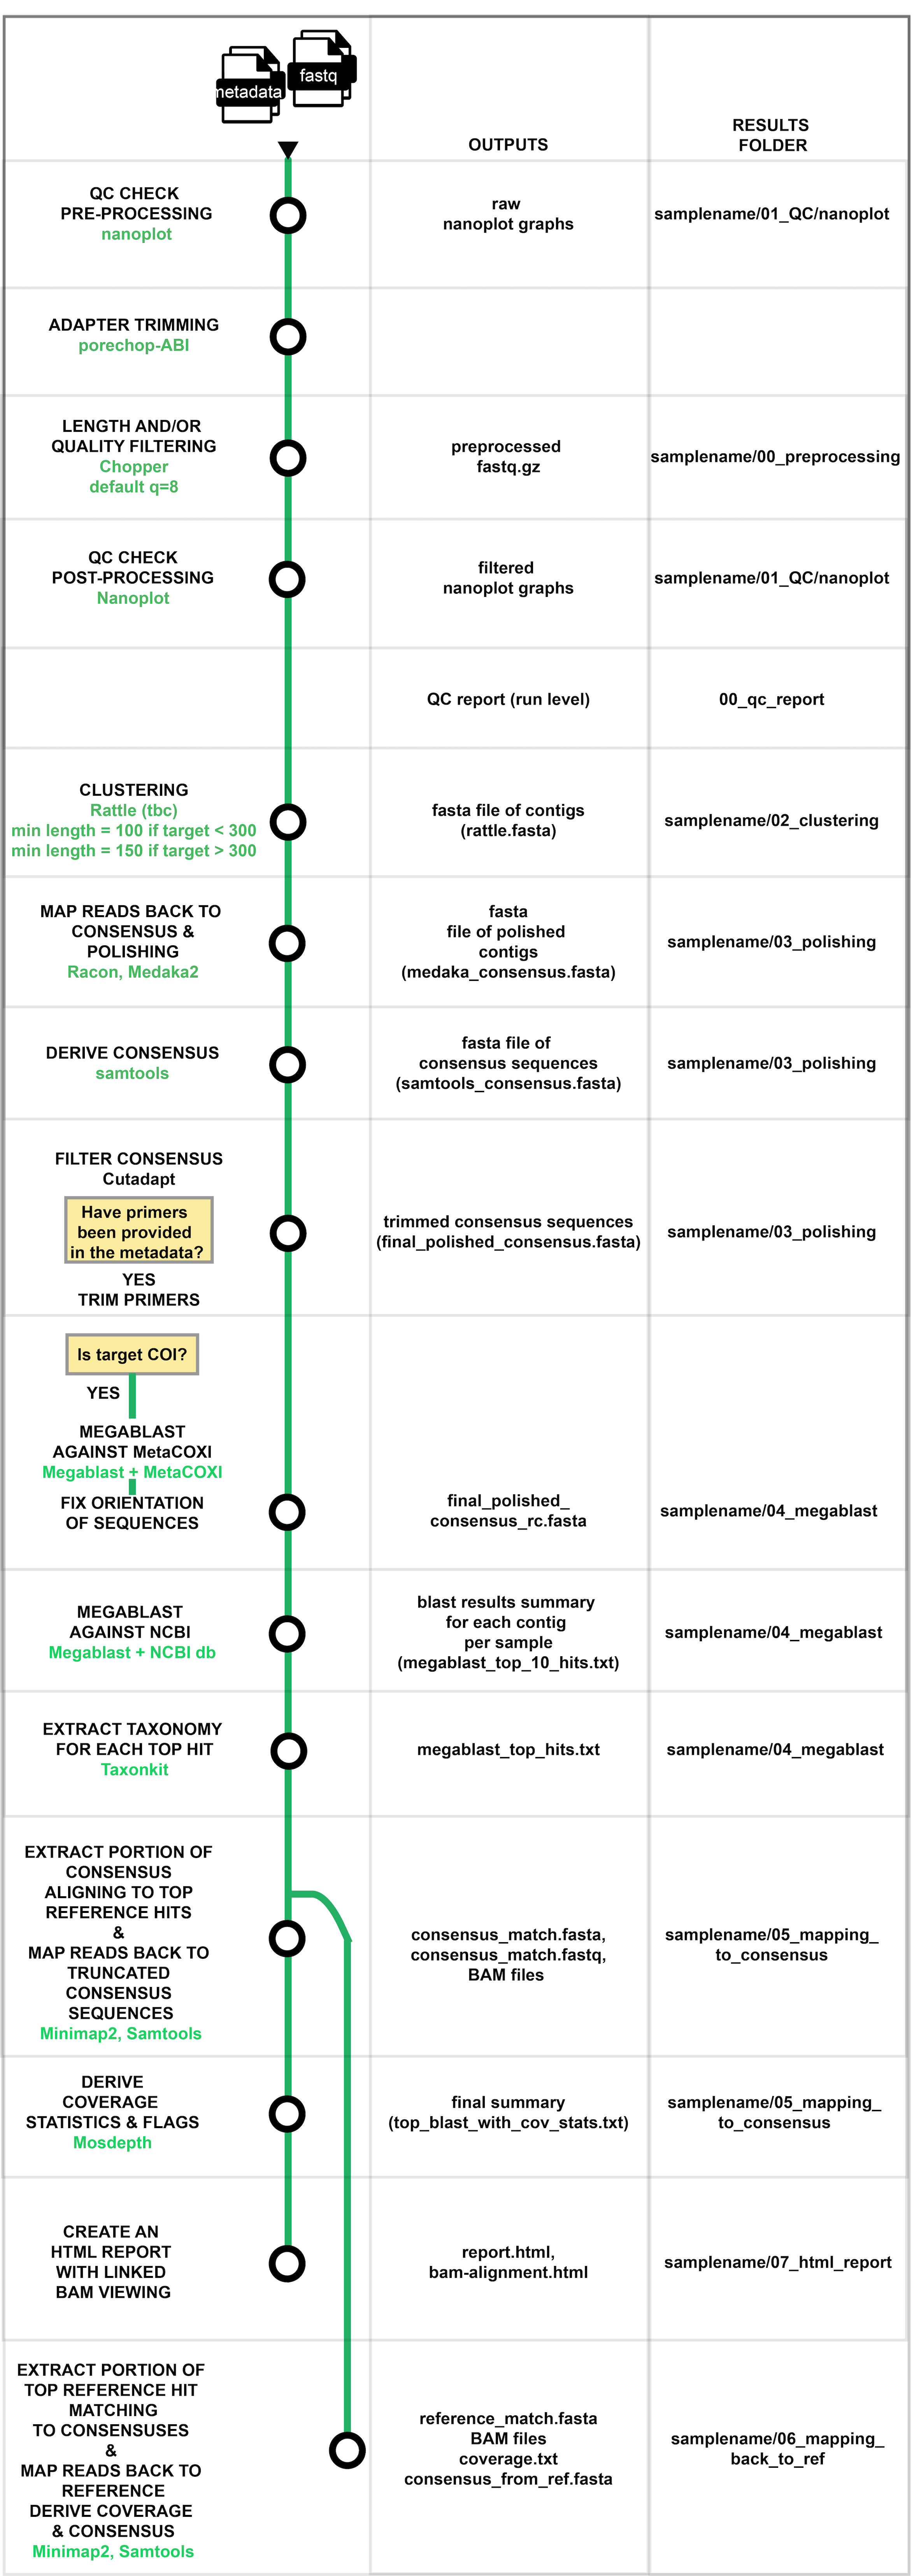 metadata
fastq
OUTPUTS
RESULTS
FOLDER
QC CHECK
PRE-PROCESSING
nanoplot
raw
nanoplot graphs
samplename/01_QC/nanoplot
ADAPTER TRIMMING
porechop-ABI
LENGTH AND/OR
QUALITY FILTERING
Chopper
default q=8
preprocessed
fastq.gz
samplename/00_preprocessing
QC CHECK
POST-PROCESSING
Nanoplot
filtered
nanoplot graphs
samplename/01_QC/nanoplot
QC report (run level)
00_qc_report
CLUSTERING
Rattle (tbc)
min length = 100 if target < 300
min length = 150 if target > 300
fasta file of contigs
(rattle.fasta)
samplename/02_clustering
MAP READS BACK TO
CONSENSUS &
POLISHING
Racon, Medaka2
fasta
file of polished
contigs
(medaka_consensus.fasta)
samplename/03_polishing
DERIVE CONSENSUS
samtools
fasta file of
consensus sequences
(samtools_consensus.fasta)
samplename/03_polishing
FILTER CONSENSUS
Cutadapt
Have primers
been provided
in the metadata?
YES
TRIM PRIMERS
trimmed consensus sequences
(final_polished_consensus.fasta)
samplename/03_polishing
Is target COI?
YES
MEGABLAST
AGAINST MetaCOXI
Megablast + MetaCOXI
FIX ORIENTATION
OF SEQUENCES
final_polished_
consensus_rc.fasta
samplename/04_megablast
MEGABLAST
AGAINST NCBI
Megablast + NCBI db
blast results summary
for each contig
per sample
(megablast_top_10_hits.txt)
samplename/04_megablast
EXTRACT TAXONOMY
FOR EACH TOP HIT
Taxonkit
megablast_top_hits.txt
samplename/04_megablast
EXTRACT PORTION OF
CONSENSUS
ALIGNING TO TOP
REFERENCE HITS
&
MAP READS BACK TO
TRUNCATED
CONSENSUS
SEQUENCES
Minimap2, Samtools
consensus_match.fasta,
consensus_match.fastq,
BAM files
samplename/05_mapping_
to_consensus
DERIVE
COVERAGE
STATISTICS & FLAGS
Mosdepth
final summary
(top_blast_with_cov_stats.txt)
samplename/05_mapping_
to_consensus
CREATE AN
HTML REPORT
WITH LINKED
BAM VIEWING
report.html,
bam-alignment.html
samplename/07_html_report
EXTRACT PORTION OF
TOP REFERENCE HIT
MATCHING
TO CONSENSUSES
&
MAP READS BACK TO
REFERENCE
DERIVE COVERAGE
& CONSENSUS
Minimap2, Samtools
reference_match.fasta
BAM files
coverage.txt
consensus_from_ref.fasta
samplename/06_mapping_
back_to_ref